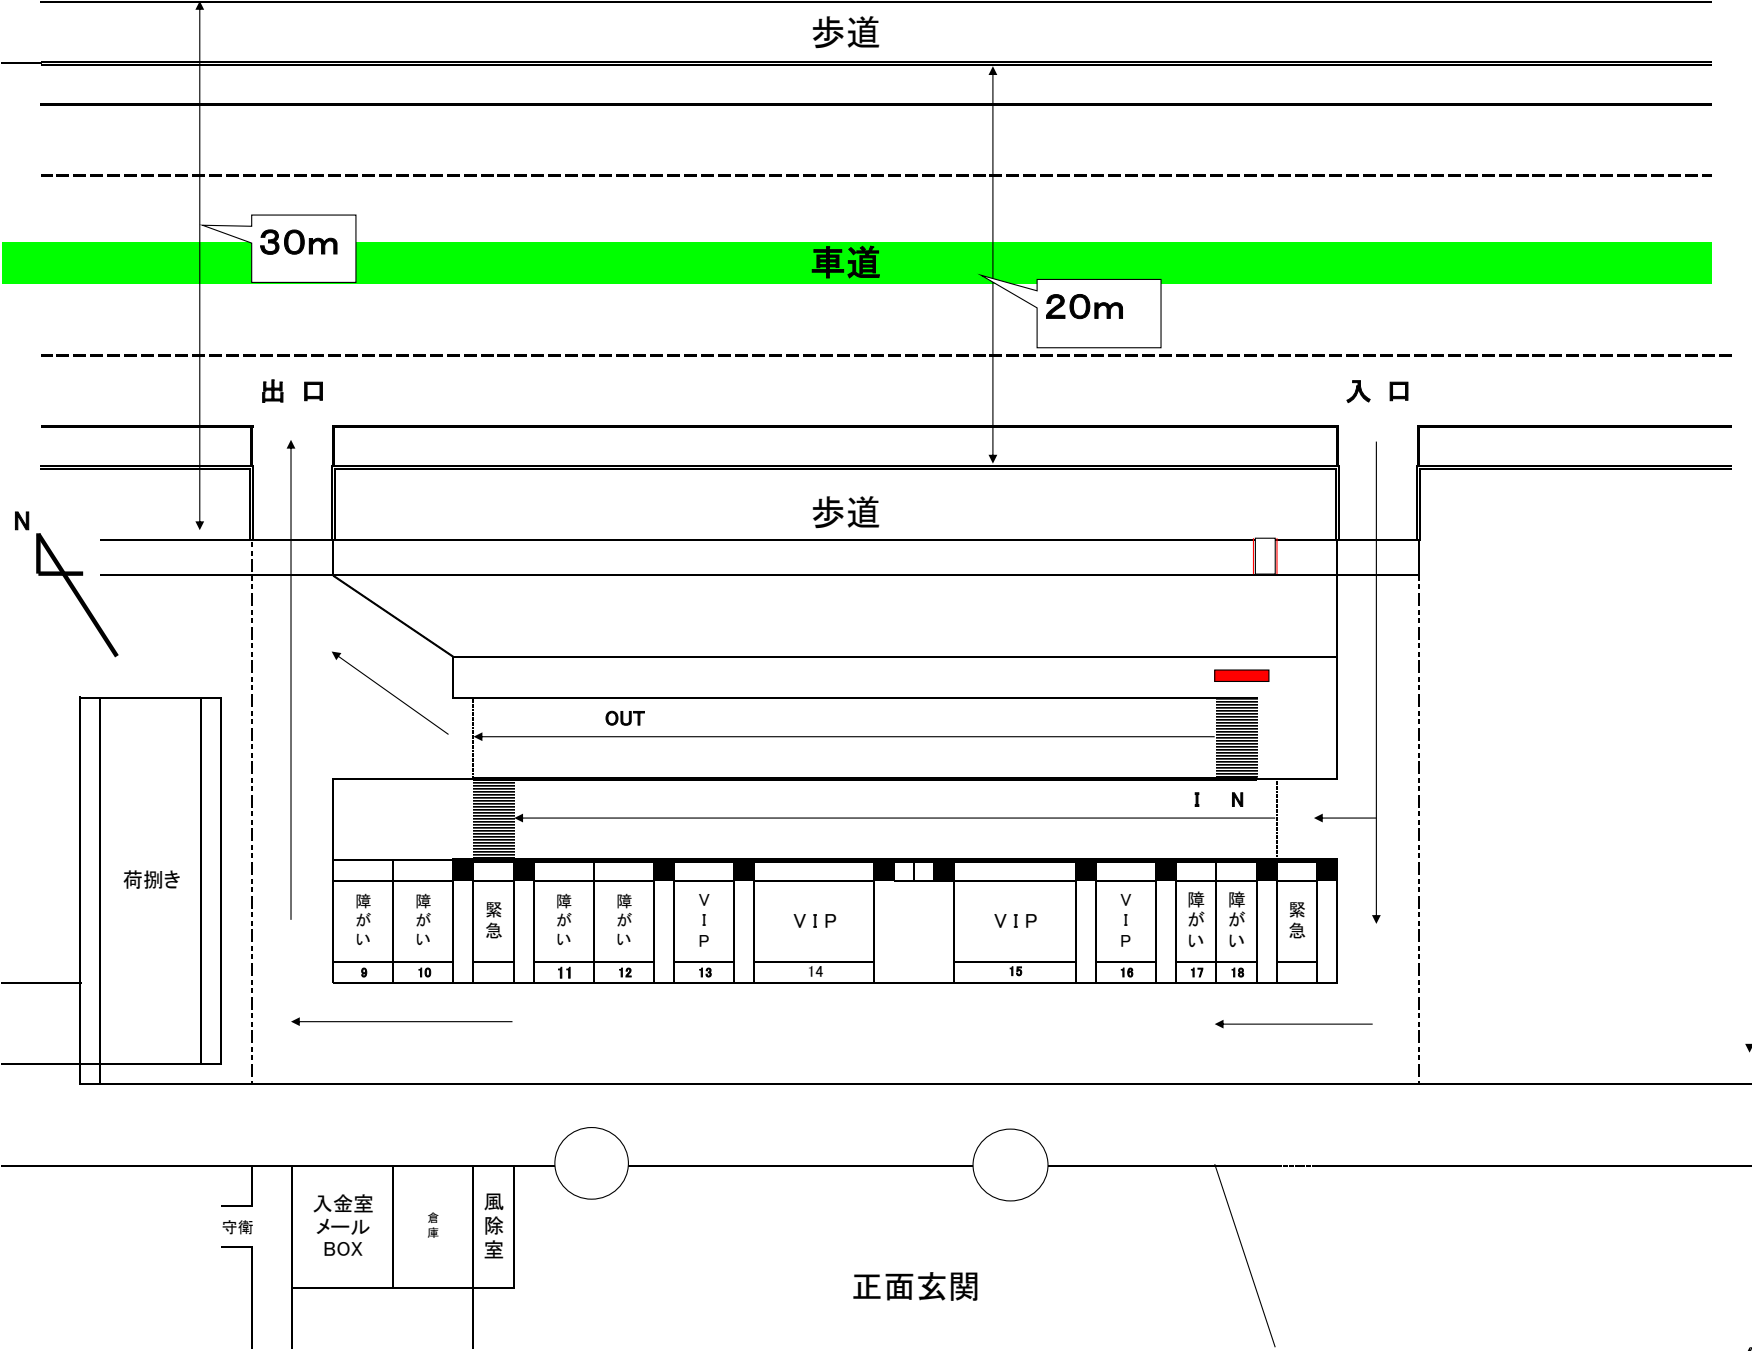 歩道
30m
車道
20m
出 口
入 口
歩道
N
OUT
I N
荷捌き
障がい
障がい
緊急
障がい
障がい
VIP
VIP
VIP
VIP
障がい
障がい
緊急
9
10
11
12
13
14
15
16
17
18
守衛
入金室
メール
BOX
倉庫
風除室
正面玄関